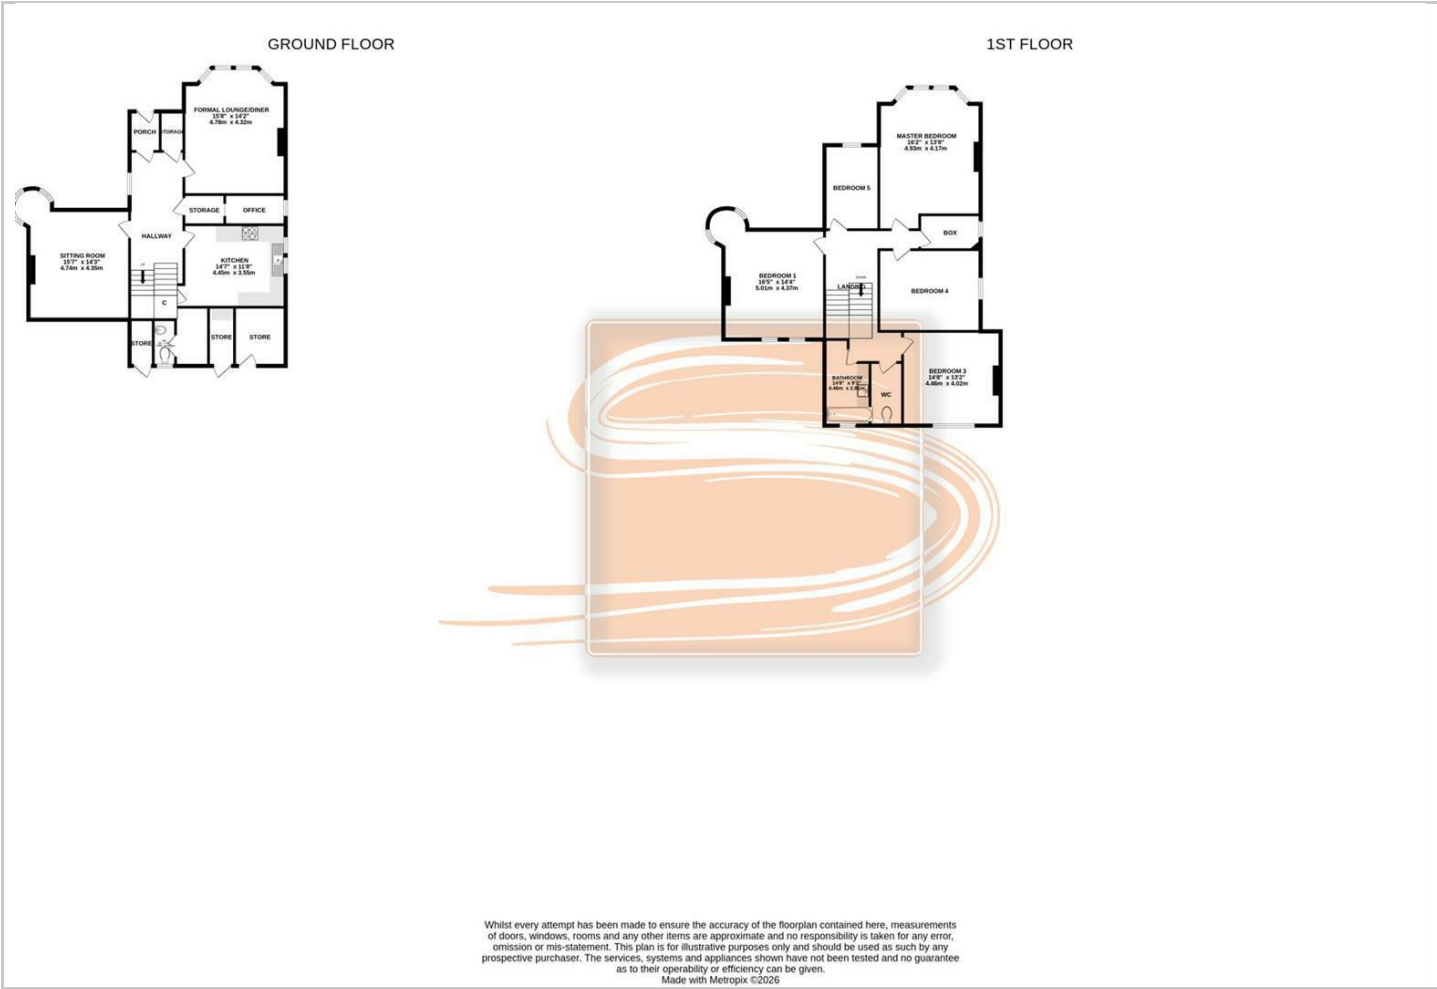 GROUND FLOOR
1ST FLOOR
FORMAL LOUNGE/DINER
15'8" x 14'2"
4.78m x 4.32m
PORCH
STORAGE
STORAGE
OFFICE
HALLWAY
SITTING ROOM
15'7" x 14'3"
4.74m x 4.35m
KITCHEN
14'7" x 11'8"
4.45m x 3.55m
UP
C
STORE
STORE
STORE
MASTER BEDROOM
16'2" x 13'8"
4.93m x 4.17m
BEDROOM 5
BOX
BEDROOM 1
16'5" x 14'4"
5.01m x 4.37m
DOWN
LANDING
BEDROOM 4
BEDROOM 3
14'8" x 13'2"
4.46m x 4.02m
BATHROOM
WC
Whilst every attempt has been made to ensure the accuracy of the floorplan contained here, measurements
of doors, windows, rooms and any other items are approximate and no responsibility is taken for any error,
omission or mis-statement. This plan is for illustrative purposes only and should be used as such by any
prospective purchaser. The services, systems and appliances shown have not been tested and no guarantee
as to their operability or efficiency can be given.
Made with Metropix ©2026